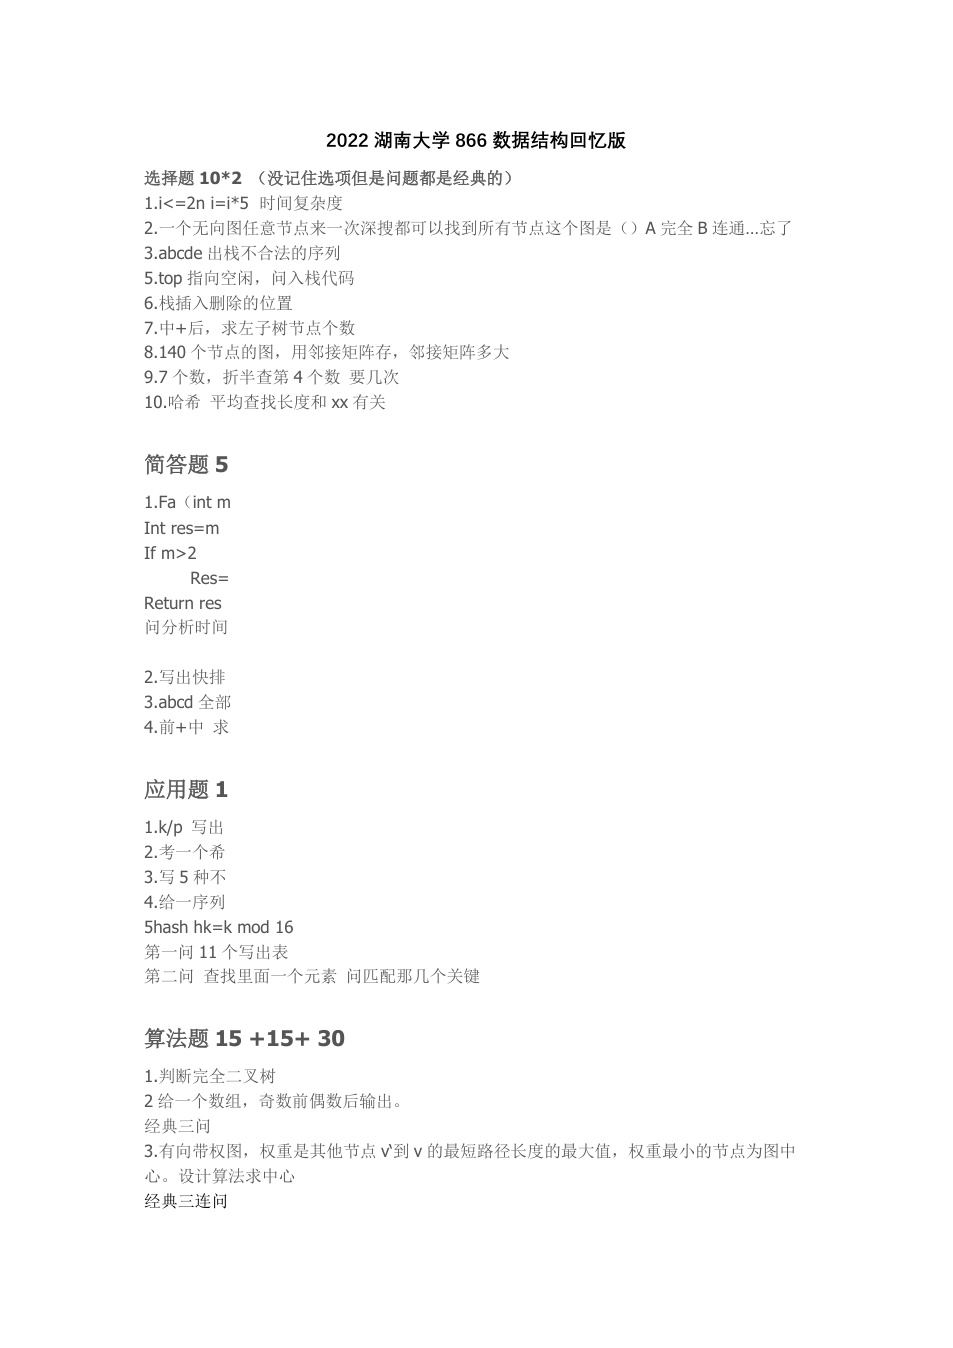 2022 湖南大学 866 数据结构回忆版
选择题 10*2 （没记住选项但是问题都是经典的）
1.i<=2n i=i*5 时间复杂度
2.一个无向图任意节点来一次深搜都可以找到所有节点这个图是（）A 完全 B 连通...忘了
3.abcde 出栈不合法的序列
5.top 指向空闲，问入栈代码
6.栈插入删除的位置
7.中+后，求左子树节点个数
8.140 个节点的图，用邻接矩阵存，邻接矩阵多大
9.7 个数，折半查第 4 个数 要几次
10.哈希 平均查找长度和 xx 有关
简答题 5
1.Fa（int m
Int res=m
If m>2
Res=
Return res
问分析时间
2.写出快排
3.abcd 全部
4.前+中 求
应用题 1
1.k/p 写出
2.考一个希
3.写 5 种不
4.给一序列
5hash hk=k mod 16
第一问 11 个写出表
第二问 查找里面一个元素 问匹配那几个关键
算法题 15 +15+ 30
1.判断完全二叉树
2 给一个数组，奇数前偶数后输出。
经典三问
3.有向带权图，权重是其他节点 v‘到 v 的最短路径长度的最大值，权重最小的节点为图中
心。设计算法求中心
经典三连问